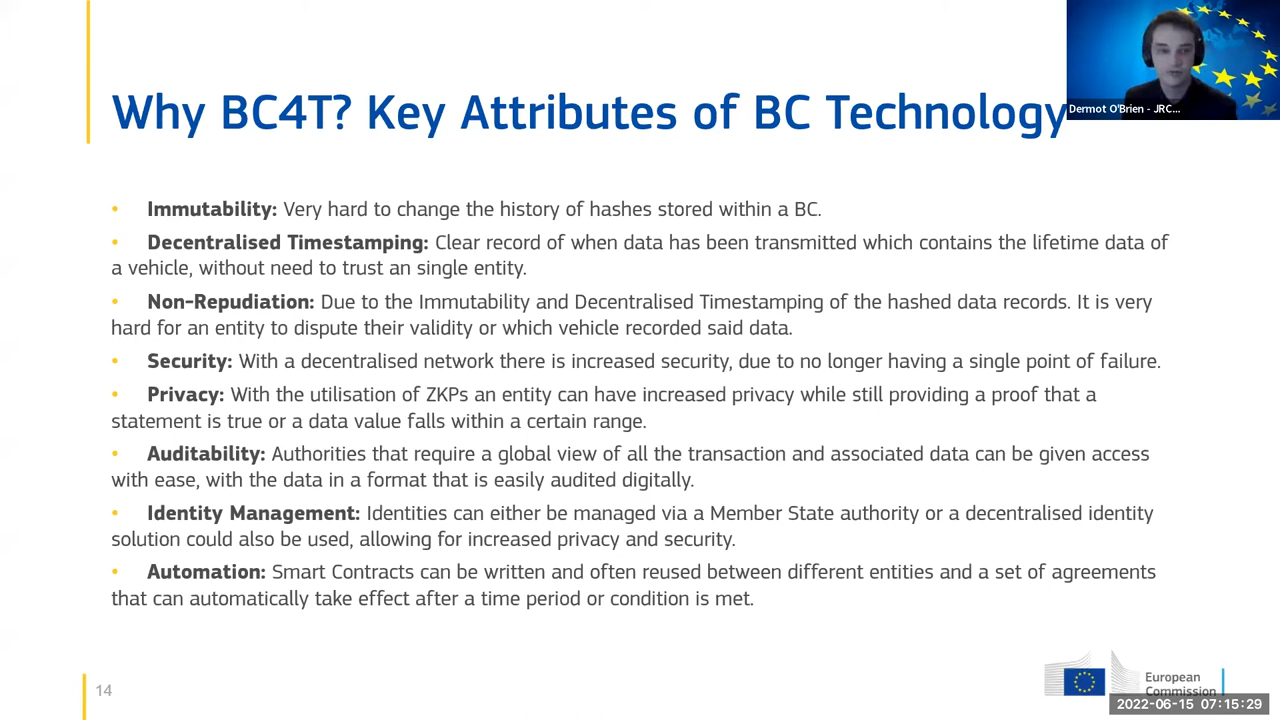 Why BC4T? Key Attributes of BC Technology
Dermot O'Brien - JRC...
• Immutability: Very hard to change the history of hashes stored within a BC.
• Decentralised Timestamping: Clear record of when data has been transmitted which contains the lifetime data of
a vehicle, without need to trust an single entity.
• Non-Repudiation: Due to the Immutability and Decentralised Timestamping of the hashed data records. It is very
hard for an entity to dispute their validity or which vehicle recorded said data.
• Security: With a decentralised network there is increased security, due to no longer having a single point of failure.
• Privacy: With the utilisation of ZKPs an entity can have increased privacy while still providing a proof that a
statement is true or a data value falls within a certain range.
• Auditability: Authorities that require a global view of all the transaction and associated data can be given access
with ease, with the data in a format that is easily audited digitally.
• Identity Management: Identities can either be managed via a Member State authority or a decentralised identity
solution could also be used, allowing for increased privacy and security.
• Automation: Smart Contracts can be written and often reused between different entities and a set of agreements
that can automatically take effect after a time period or condition is met.
14
European
Commission
2022-06-15 07:15:29